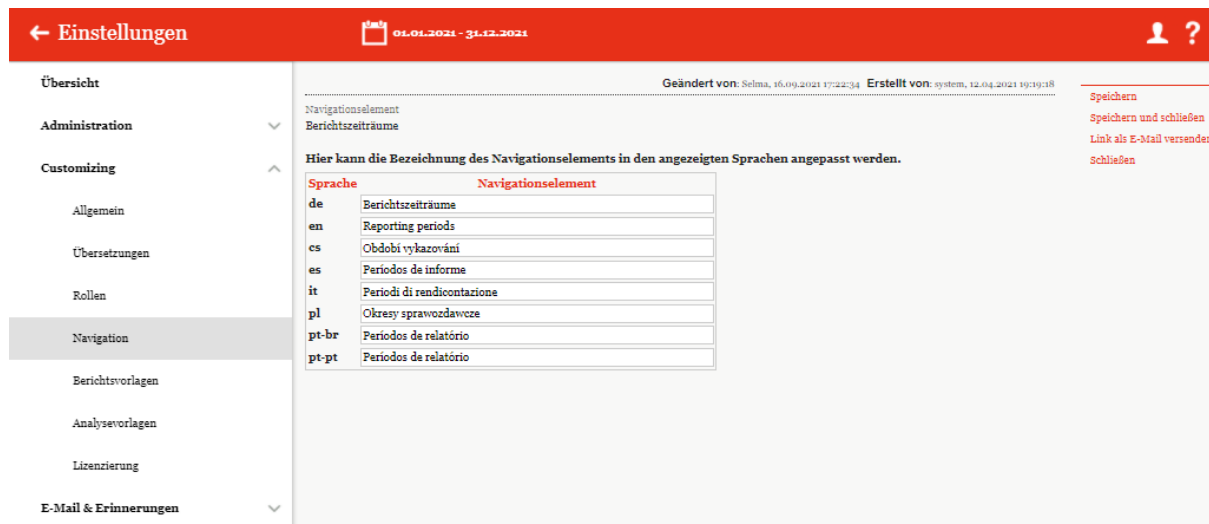 ← Einstellungen
01.01.2021 - 31.12.2021
?
Übersicht
Administration
Customizing
Allgemein
Übersetzungen
Rollen
Navigation
Berichtsvorlagen
Analysevorlagen
Lizenzierung
E-Mail & Erinnerungen
Geändert von: Selma, 16.09.2021 17:22:34 Erstellt von: system, 12.04.2021 19:19:18
Navigationselement
Berichtszeiträume
Hier kann die Bezeichnung des Navigationselements in den angezeigten Sprachen angepasst werden.
Sprache Navigationselement
de Berichtszeiträume
en Reporting periods
cs Období vykazování
es Períodos de informe
it Periodi di rendicontazione
pl Okresy sprawozdawcze
pt-br Períodos de relatório
pt-pt Períodos de relatório
Speichern
Speichern und schließen
Link als E-Mail versenden
Schließen